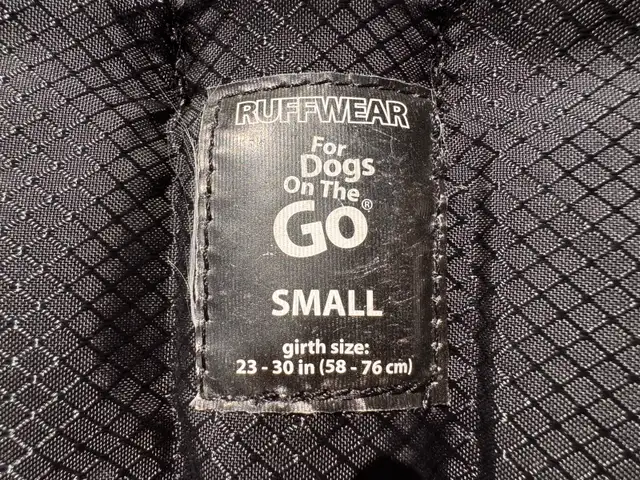 RUFFWEAR
For
Dogs
On The
GO®
SMALL
girth size:
23 - 30 in (58 - 76 cm)